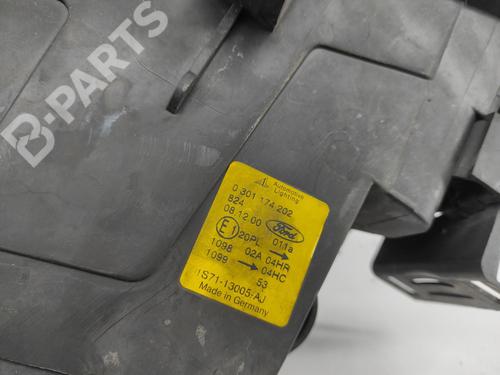 B-PARTS
Automotive
Lighting
0 301 174 202
824
08.12.00 Ford
E1 20PL 011a
1098 02A 04HR
1099 → 04HC
53
1S71-13005-AJ
Made in Germany